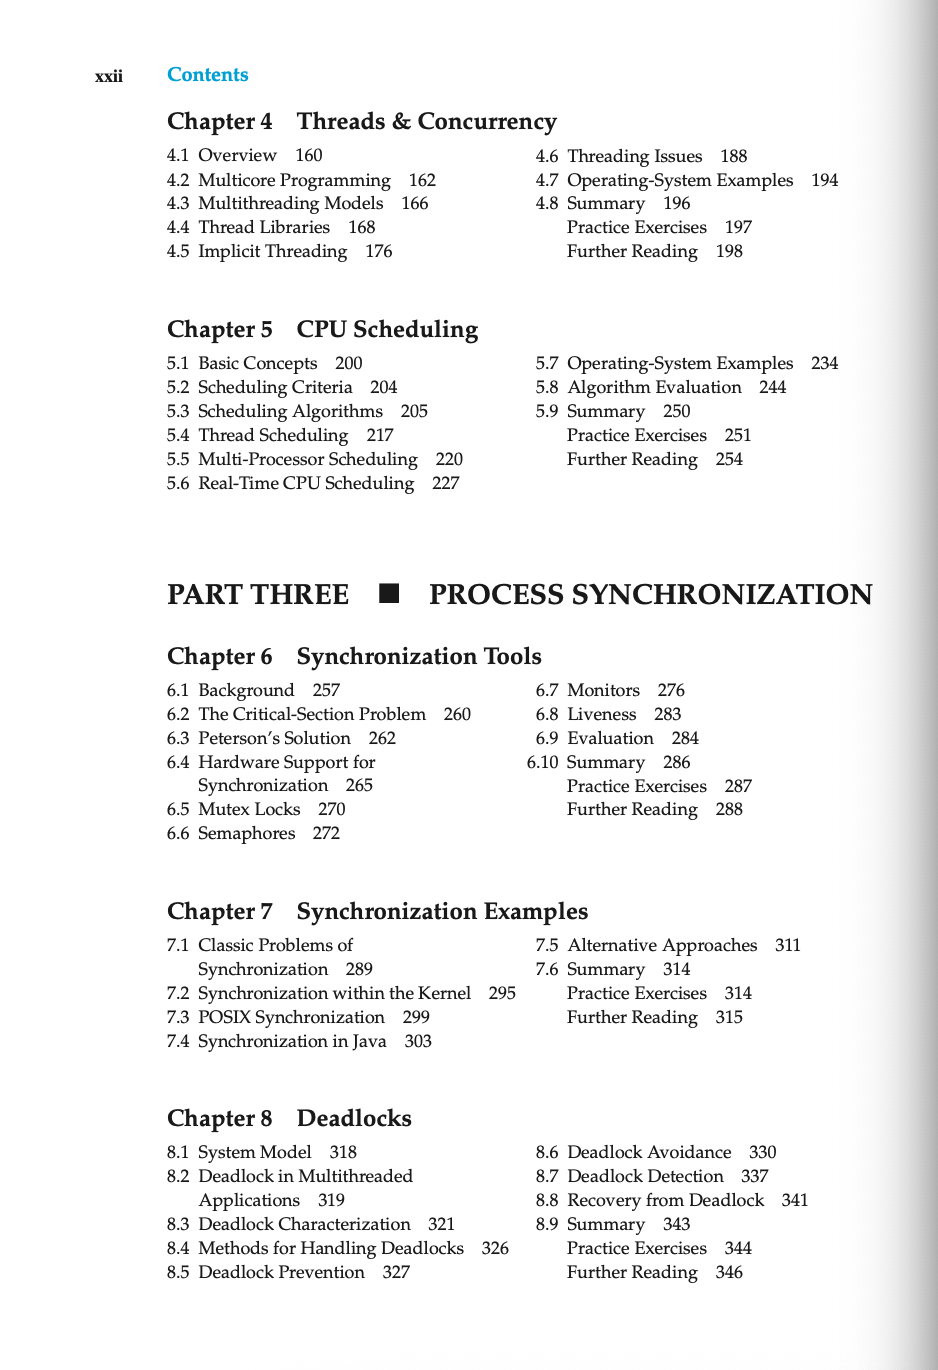 xxii Contents
Chapter 4 Threads & Concurrency
4.1 Overview 160
4.2 Multicore Programming 162
4.3 Multithreading Models 166
4.4 Thread Libraries 168
4.5 Implicit Threading 176
4.6 Threading Issues 188
4.7 Operating-System Examples 194
4.8 Summary 196
Practice Exercises 197
Further Reading 198
Chapter 5 CPU Scheduling
5.1 Basic Concepts 200
5.2 Scheduling Criteria 204
5.3 Scheduling Algorithms 205
5.4 Thread Scheduling 217
5.5 Multi-Processor Scheduling 220
5.6 Real-Time CPU Scheduling 227
5.7 Operating-System Examples 234
5.8 Algorithm Evaluation 244
5.9 Summary 250
Practice Exercises 251
Further Reading 254
PART THREE ■ PROCESS SYNCHRONIZATION
Chapter 6 Synchronization Tools
6.1 Background 257
6.2 The Critical-Section Problem 260
6.3 Peterson’s Solution 262
6.4 Hardware Support for
Synchronization 265
6.5 Mutex Locks 270
6.6 Semaphores 272
6.7 Monitors 276
6.8 Liveness 283
6.9 Evaluation 284
6.10 Summary 286
Practice Exercises 287
Further Reading 288
Chapter 7 Synchronization Examples
7.1 Classic Problems of
Synchronization 289
7.2 Synchronization within the Kernel 295
7.3 POSIX Synchronization 299
7.4 Synchronization in Java 303
7.5 Alternative Approaches 311
7.6 Summary 314
Practice Exercises 314
Further Reading 315
Chapter 8 Deadlocks
8.1 System Model 318
8.2 Deadlock in Multithreaded
Applications 319
8.3 Deadlock Characterization 321
8.4 Methods for Handling Deadlocks 326
8.5 Deadlock Prevention 327
8.6 Deadlock Avoidance 330
8.7 Deadlock Detection 337
8.8 Recovery from Deadlock 341
8.9 Summary 343
Practice Exercises 344
Further Reading 346